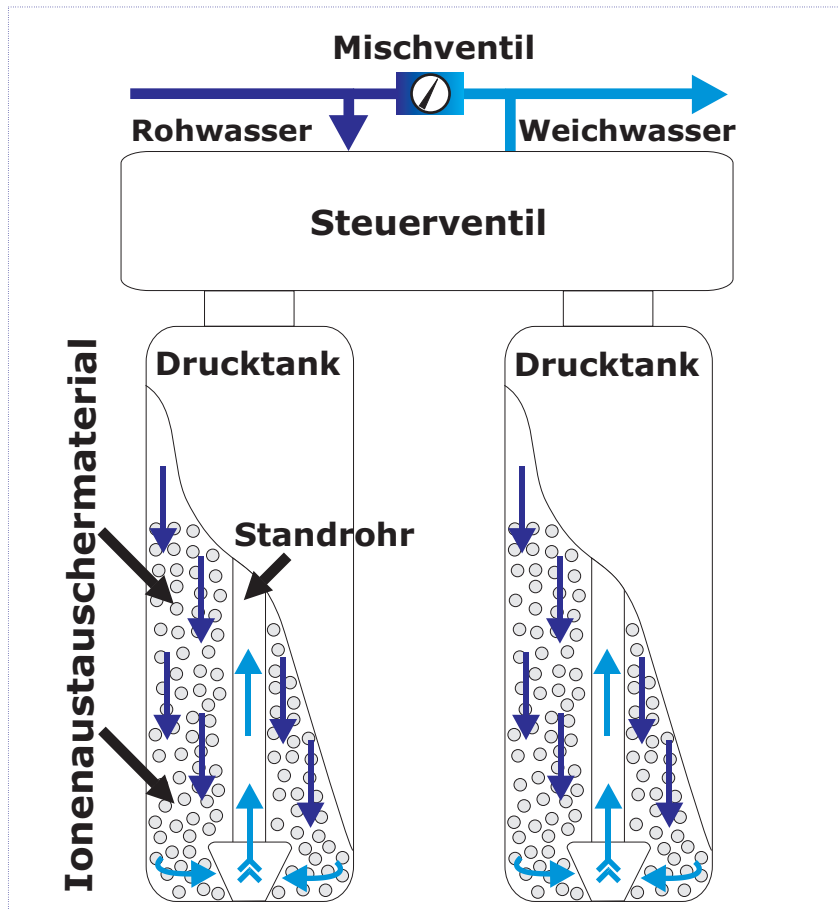 Mischventil
Rohwasser
Weichwasser
Steuerventil
Drucktank
Drucktank
Ionenaustauschermaterial
Standrohr